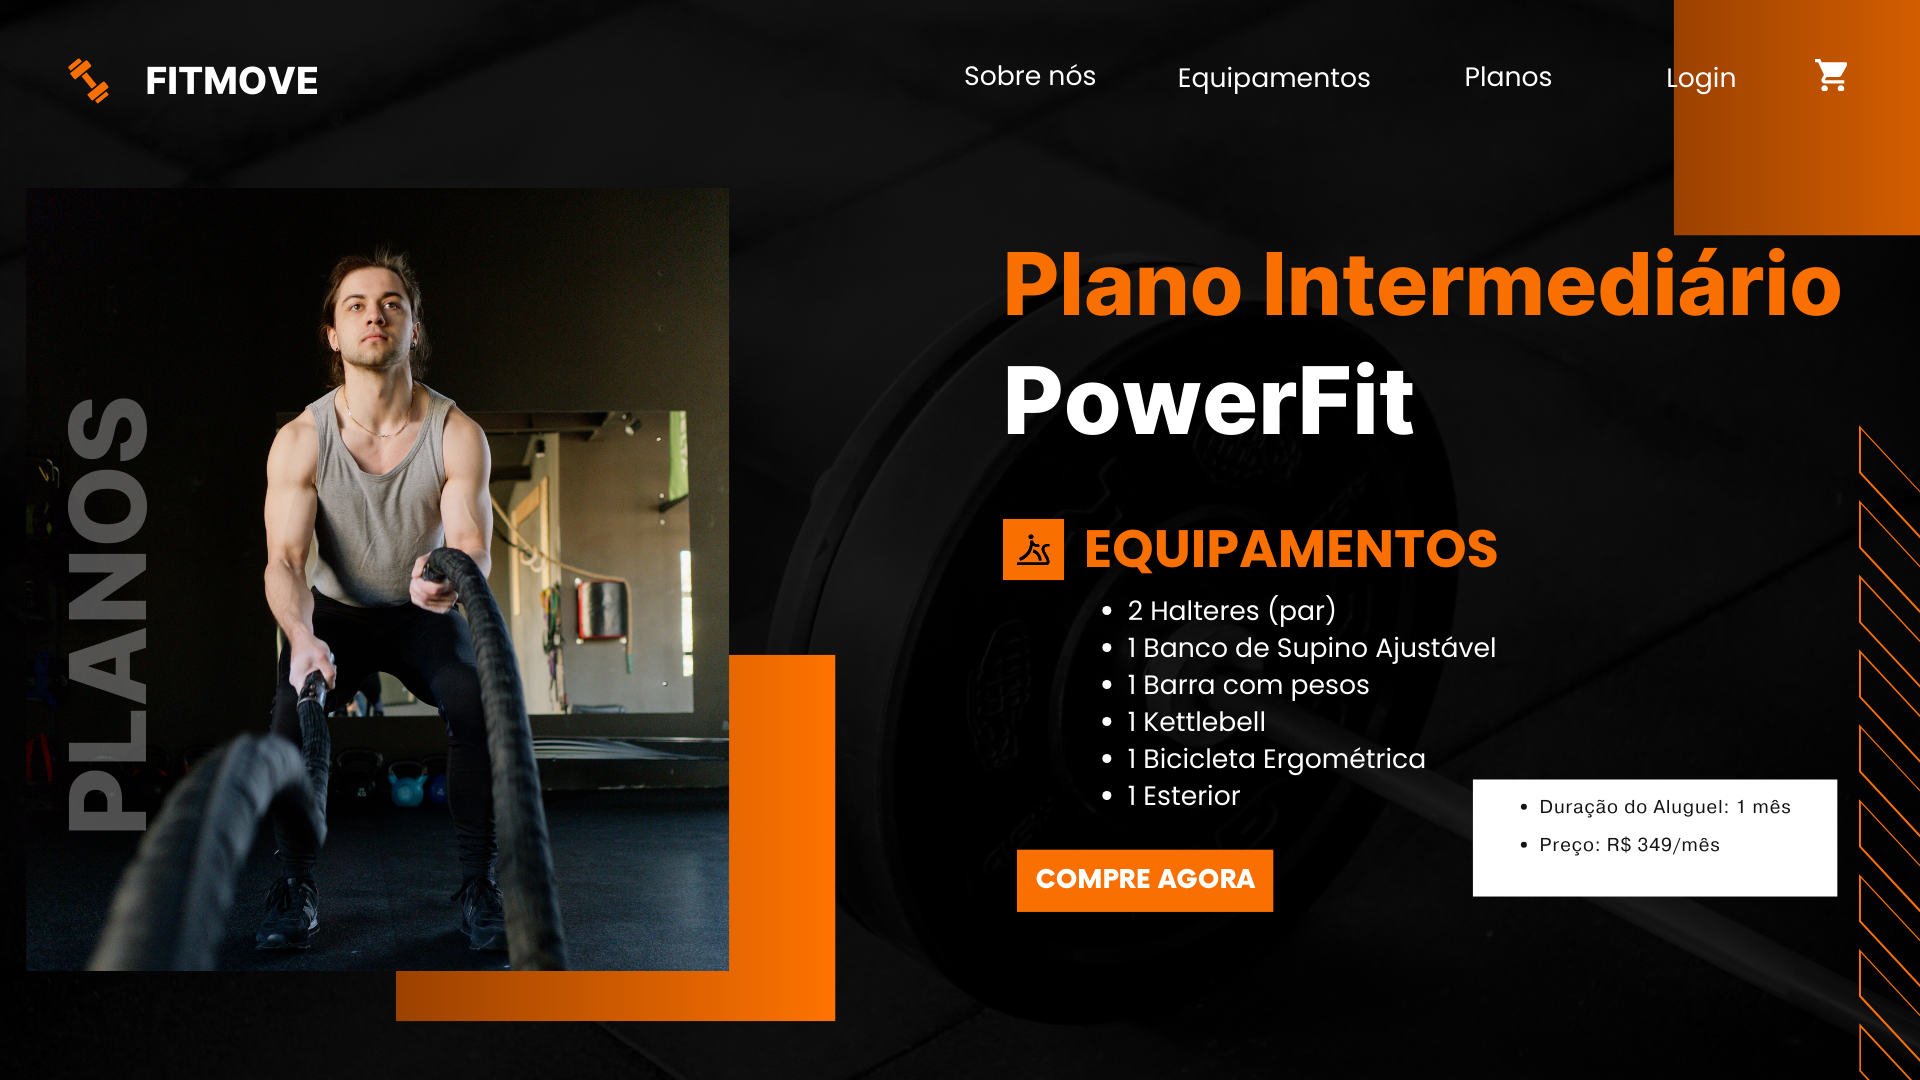 FITMOVE
Sobre nós
Equipamentos
Planos
Login
PLANOS
Plano Intermediário
PowerFit
EQUIPAMENTOS
2 Halteres (par)
1 Banco de Supino Ajustável
1 Barra com pesos
1 Kettlebell
1 Bicicleta Ergométrica
1 Esterior
Duração do Aluguel: 1 mês
Preço: R$ 349/mês
COMPRE AGORA